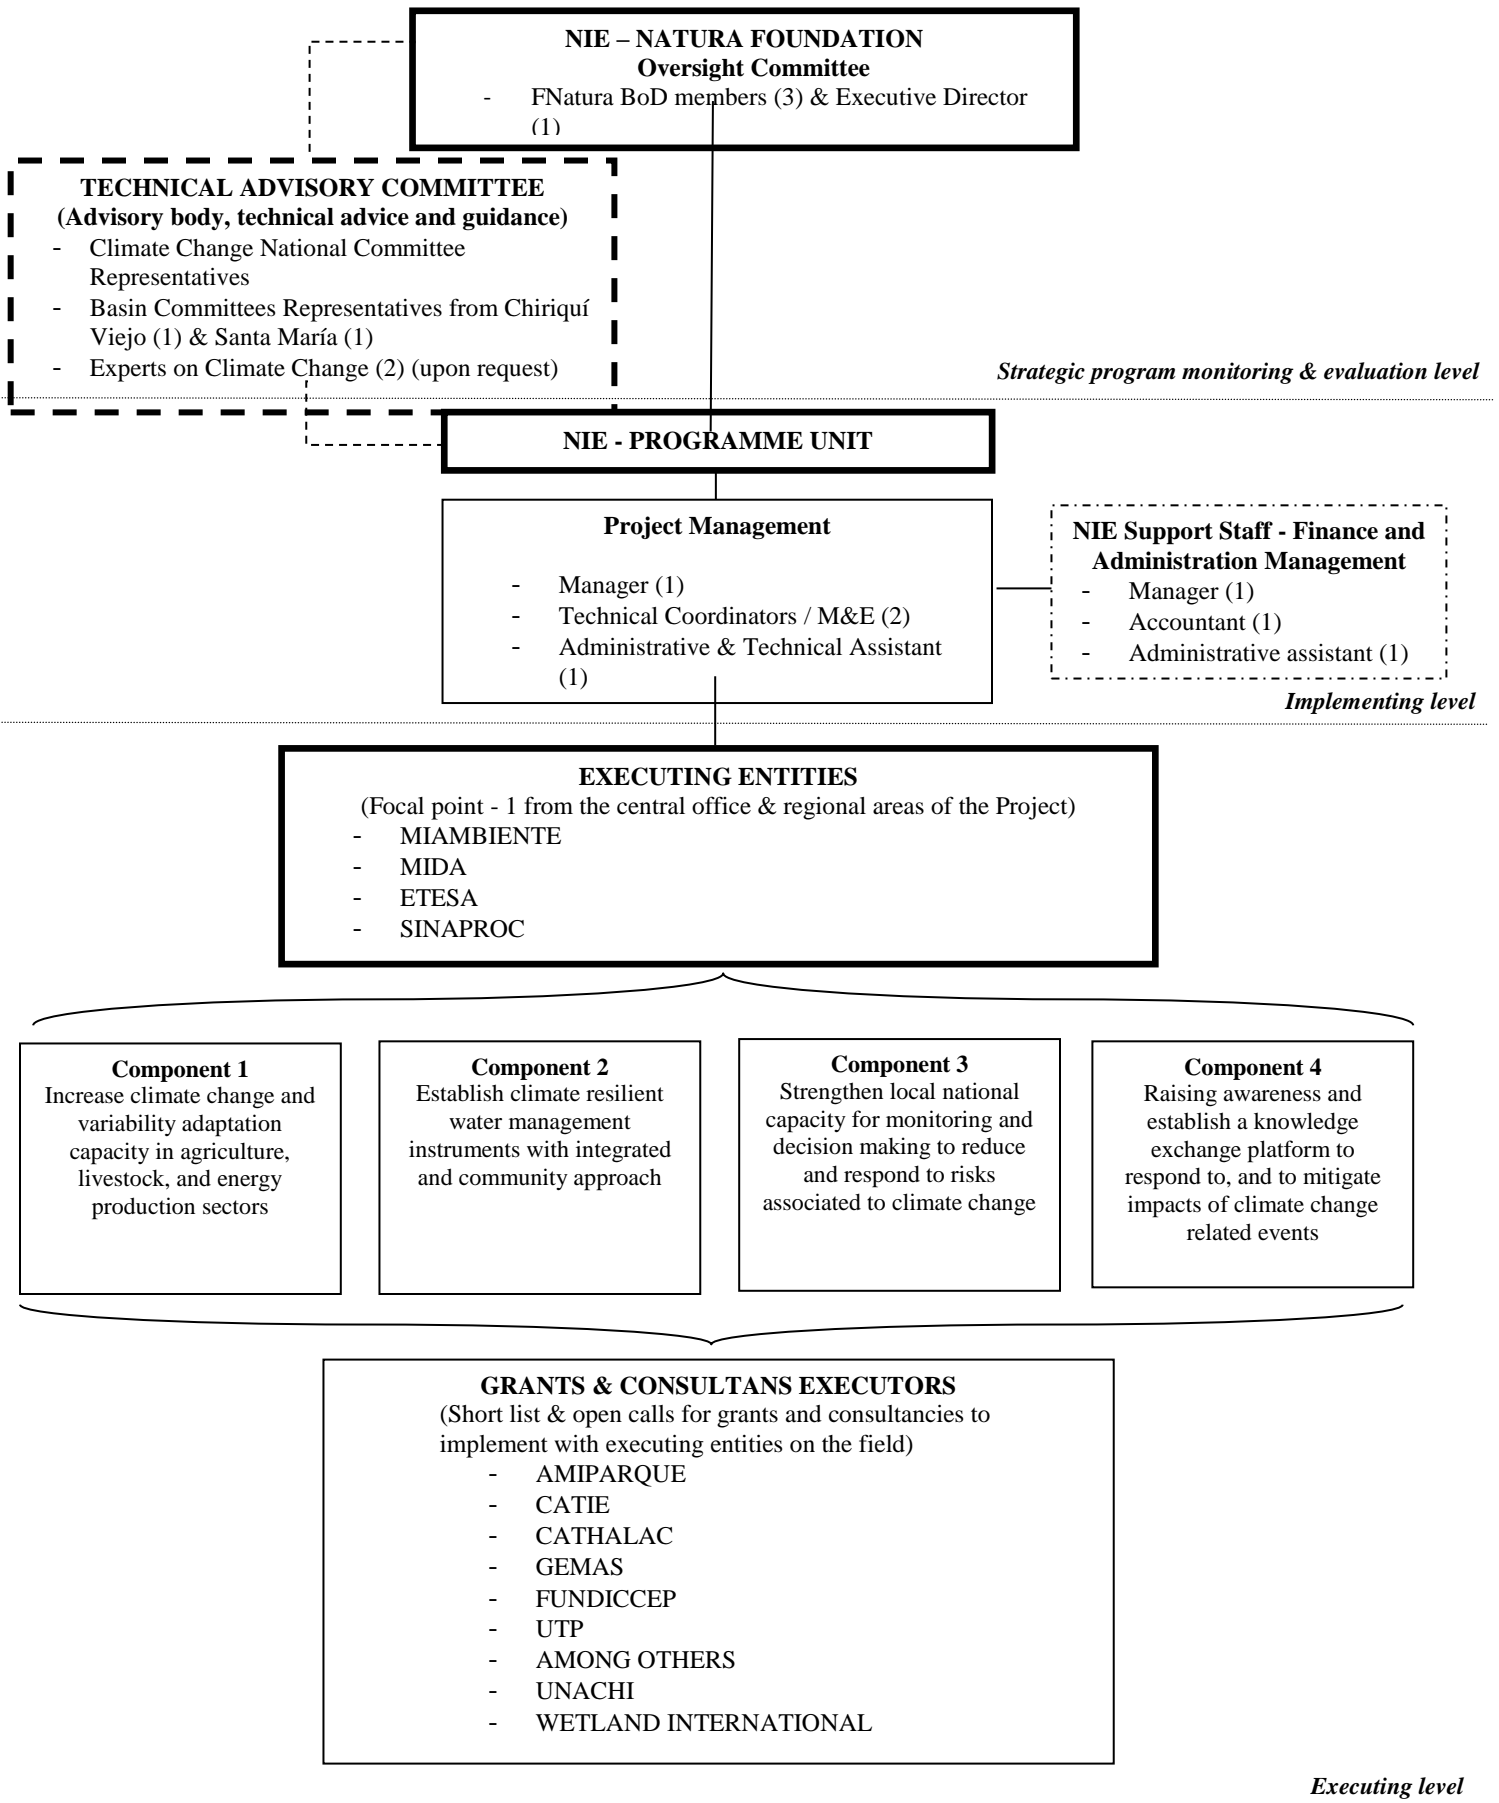 NIE – NATURA FOUNDATION
Oversight Committee
- FNatura BoD members (3) & Executive Director
(1)
TECHNICAL ADVISORY COMMITTEE
(Advisory body, technical advice and guidance)
- Climate Change National Committee
Representatives
- Basin Committees Representatives from Chiriquí
Viejo (1) & Santa María (1)
- Experts on Climate Change (2) (upon request)
Strategic program monitoring & evaluation level
NIE - PROGRAMME UNIT
Project Management
- Manager (1)
- Technical Coordinators / M&E (2)
- Administrative & Technical Assistant
(1)
NIE Support Staff - Finance and
Administration Management
- Manager (1)
- Accountant (1)
- Administrative assistant (1)
Implementing level
EXECUTING ENTITIES
(Focal point - 1 from the central office & regional areas of the Project)
- MIAMBIENTE
- MIDA
- ETESA
- SINAPROC
Component 1
Increase climate change and
variability adaptation
capacity in agriculture,
livestock, and energy
production sectors
Component 2
Establish climate resilient
water management
instruments with integrated
and community approach
Component 3
Strengthen local national
capacity for monitoring and
decision making to reduce
and respond to risks
associated to climate change
Component 4
Raising awareness and
establish a knowledge
exchange platform to
respond to, and to mitigate
impacts of climate change
related events
GRANTS & CONSULTANS EXECUTORS
(Short list & open calls for grants and consultancies to
implement with executing entities on the field)
- AMIPARQUE
- CATIE
- CATHALAC
- GEMAS
- FUNDICCEP
- UTP
- AMONG OTHERS
- UNACHI
- WETLAND INTERNATIONAL
Executing level